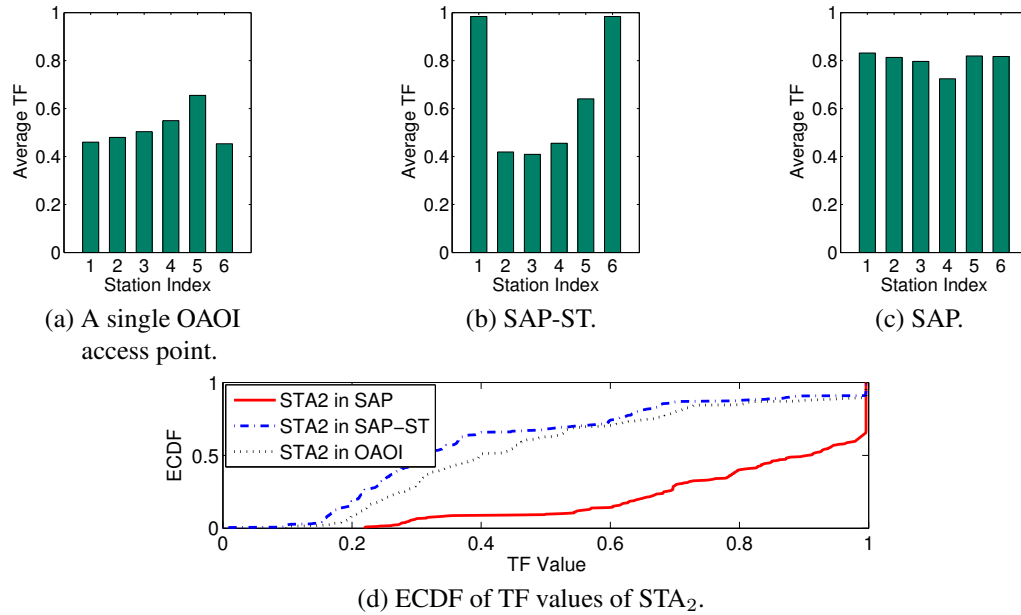 1
0.8
0.6
0.4
0.2
0
Average TF
1 2 3 4 5 6
Station Index
(a) A single OAOI
access point.
1
0.8
0.6
0.4
0.2
0
Average TF
1 2 3 4 5 6
Station Index
(b) SAP-ST.
1
0.8
0.6
0.4
0.2
0
Average TF
1 2 3 4 5 6
Station Index
(c) SAP.
1
0.5
0
ECDF
STA2 in SAP
STA2 in SAP−ST
STA2 in OAOI
0 0.2 0.4 0.6 0.8 1
TF Value
(d) ECDF of TF values of STA₂.